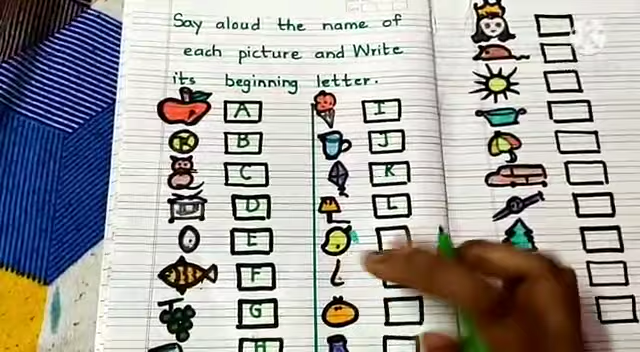 Say aloud the name of
each picture and Write
its beginning letter.
A
B
C
D
E
F
G
H
I
J
K
L